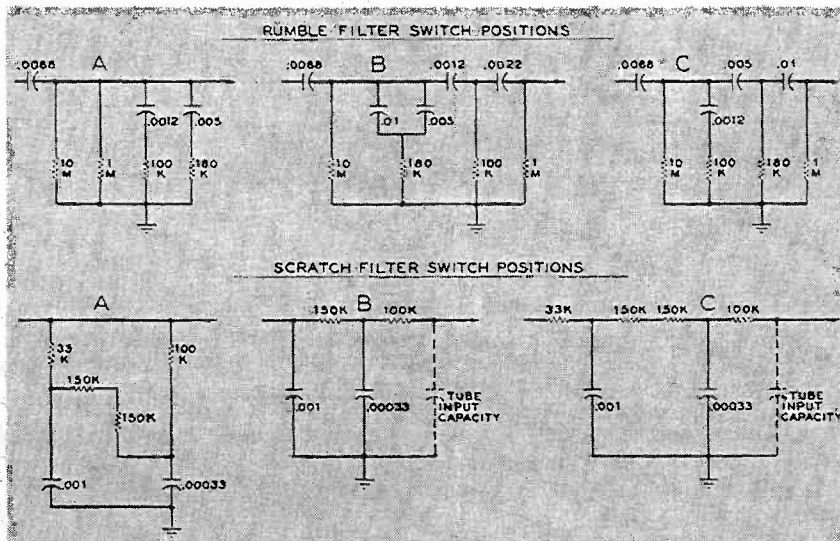 RUMBLE FILTER SWITCH POSITIONS
A
.0068
.0012
.005
10
M
1
M
100
K
180
K
B
.0068
.0012
.0022
.01
.005
10
M
180
K
100
K
1
M
C
.0068
.005
.01
.0012
10
M
100
K
180
K
1
M
SCRATCH FILTER SWITCH POSITIONS
A
33
K
100
K
150K
150K
.001
.00033
B
150K
100K
.001
.00033
TUBE
INPUT
CAPACITY
C
33K
150K
150K
100K
.001
.00033
TUBE
INPUT
CAPACITY